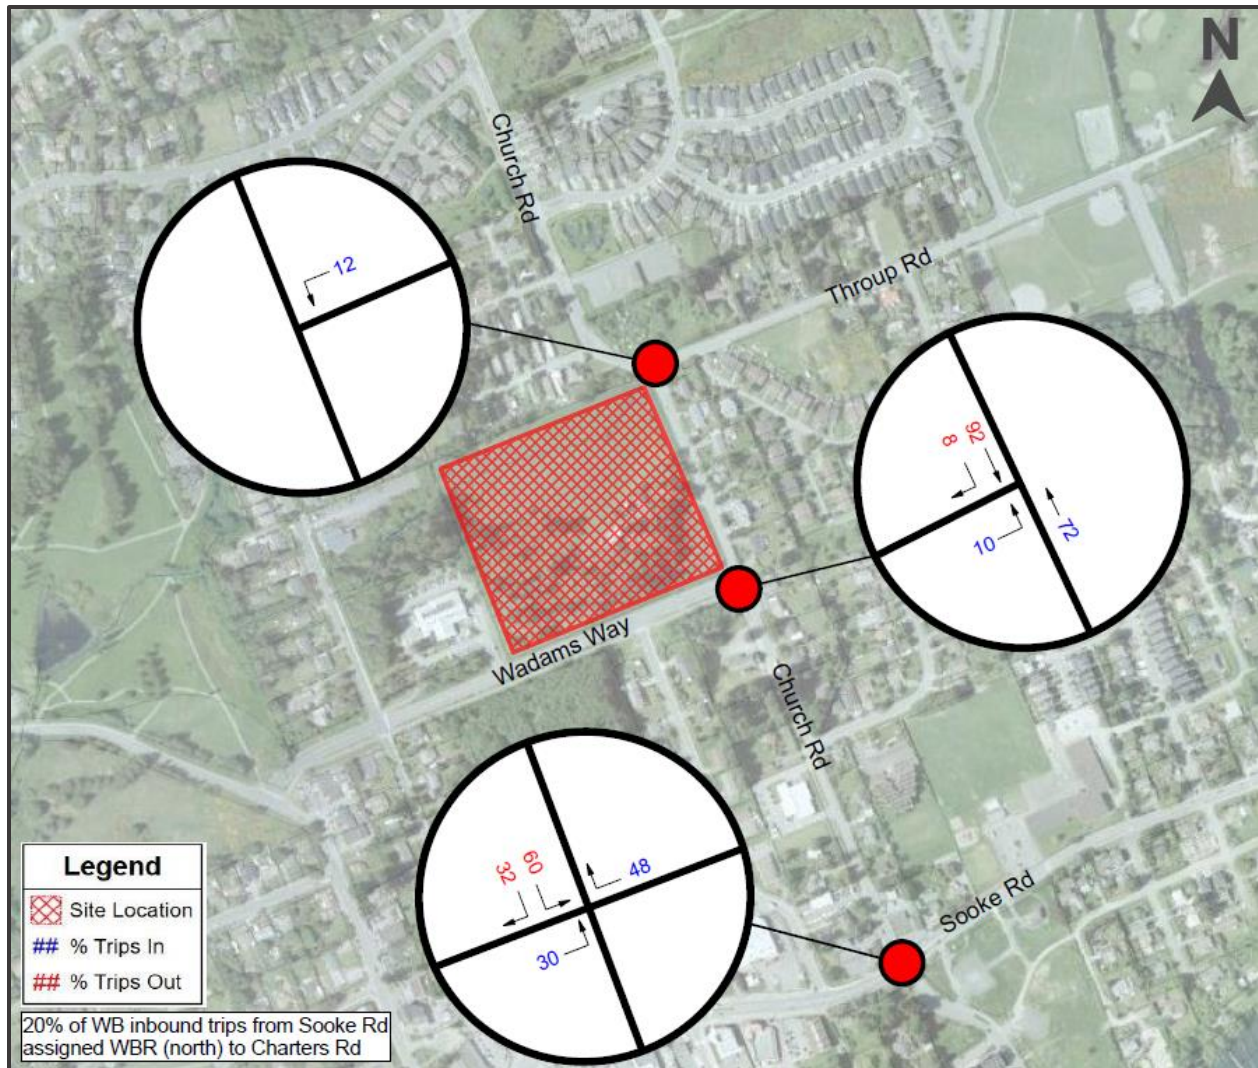 N
Church Rd
Throup Rd
12
8
92
10
72
Wadams Way
Church Rd
32
60
48
30
Sooke Rd
Legend
Site Location
## % Trips In
## % Trips Out
20% of WB inbound trips from Sooke Rd
assigned WBR (north) to Charters Rd